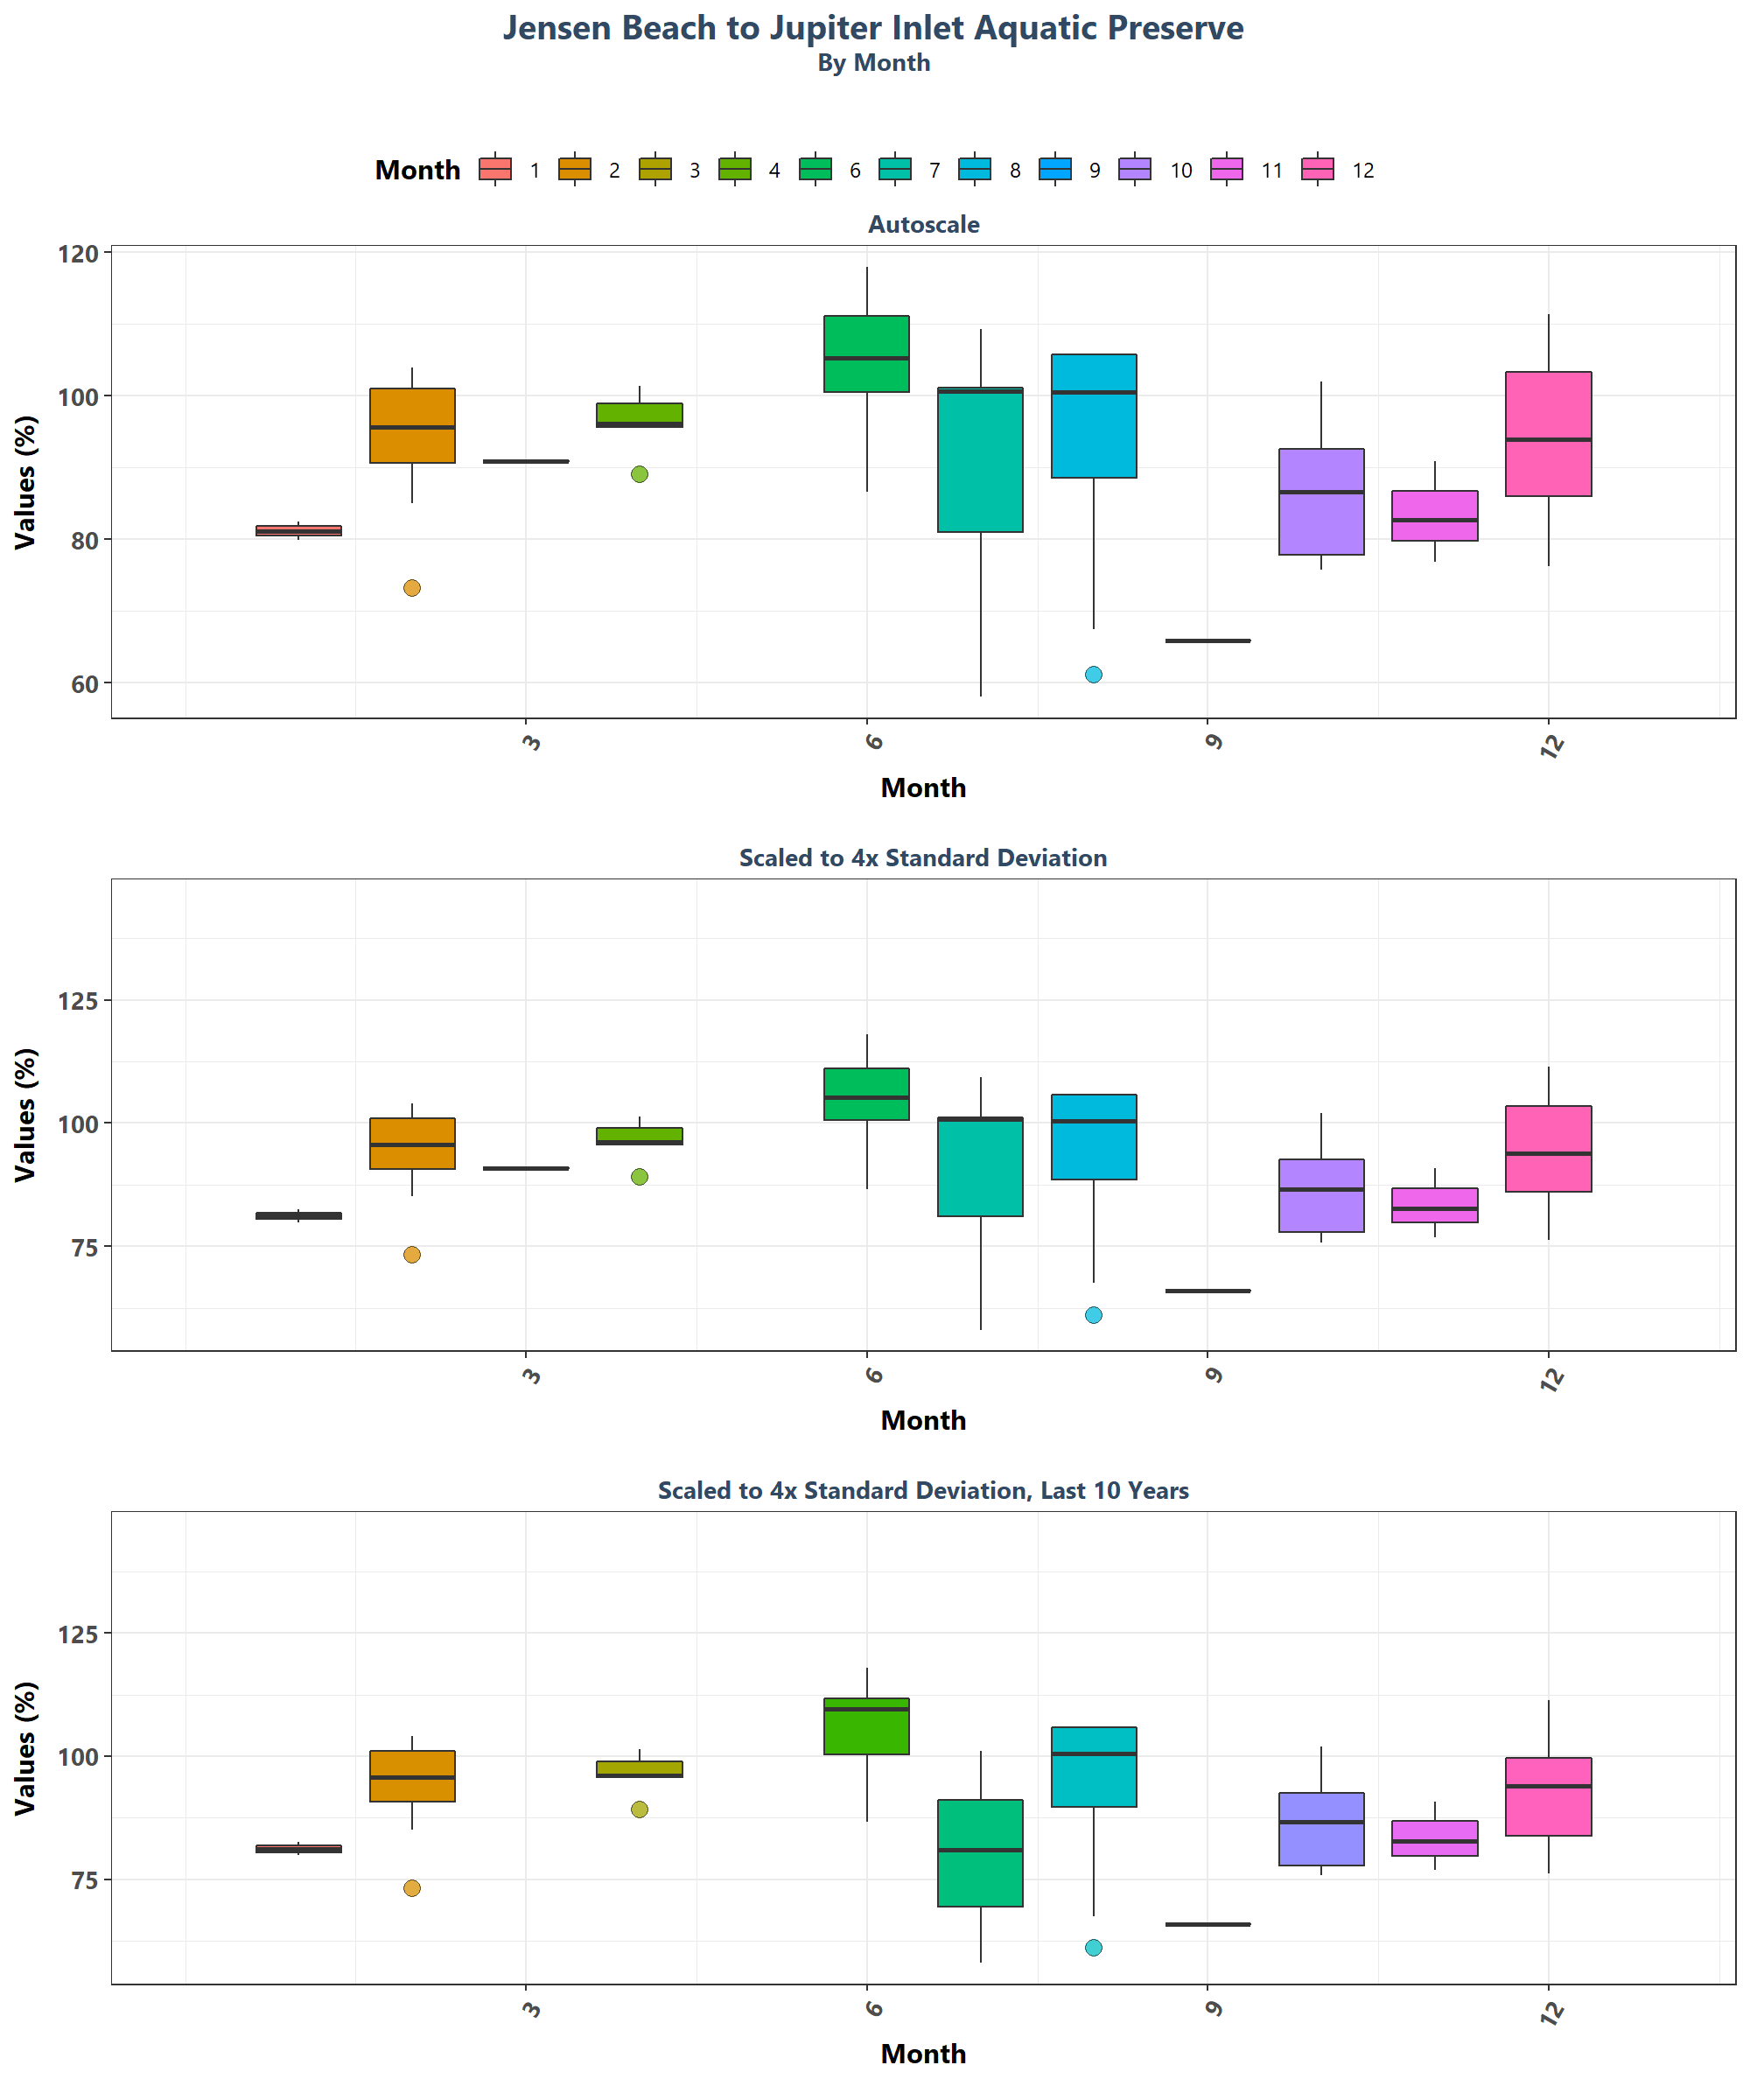 Jensen Beach to Jupiter Inlet Aquatic Preserve
By Month
Month 1 2 3 4 6 7 8 9 10 11 12
Autoscale
Values (%)
120
100
80
60
3 6 9 12
Month
Scaled to 4x Standard Deviation
Values (%)
125
100
75
3 6 9 12
Month
Scaled to 4x Standard Deviation, Last 10 Years
Values (%)
125
100
75
3 6 9 12
Month